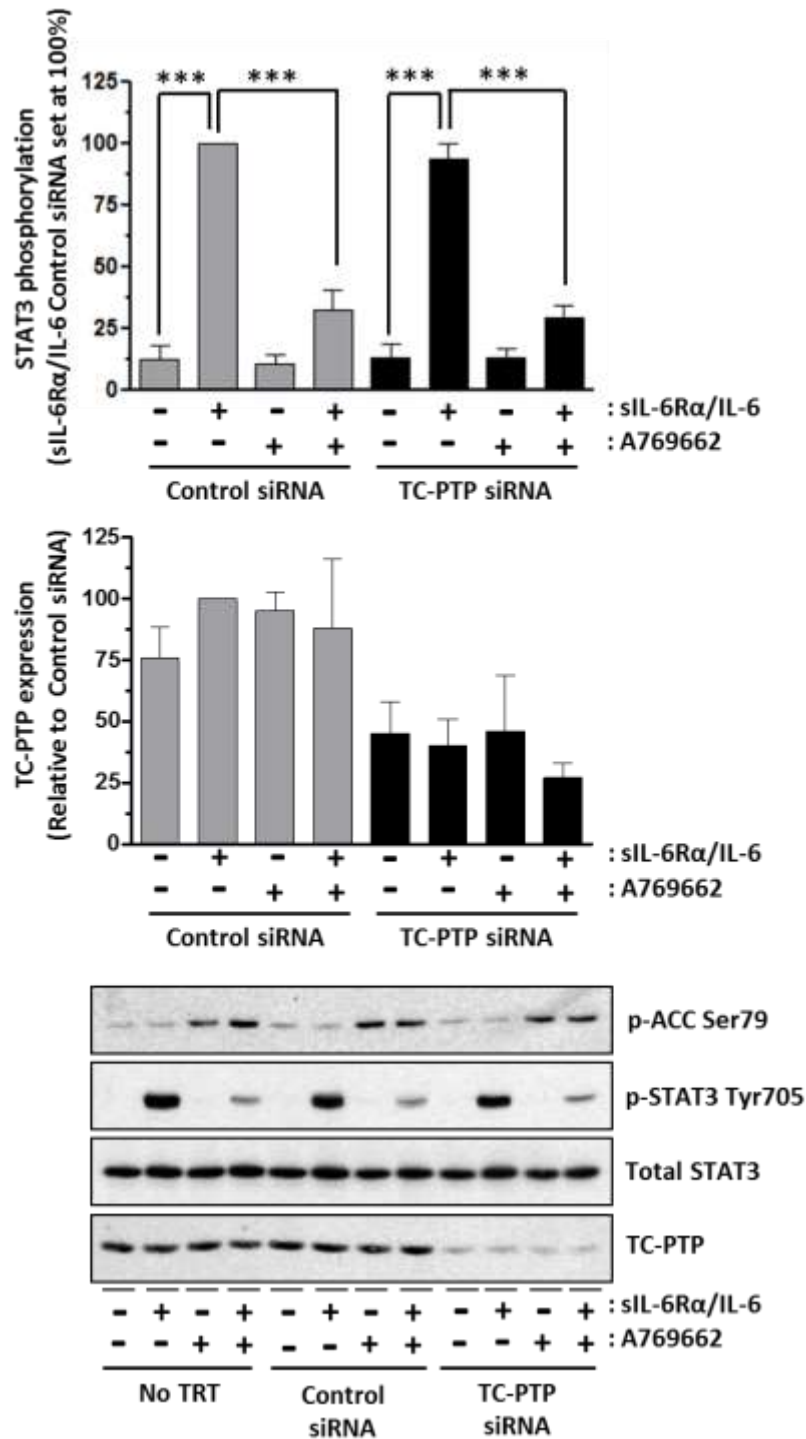 STAT3 phosphorylation
(sIL-6Rα/IL-6 Control siRNA set at 100%)
125
100
75
50
25
0
*** *** *** ***
- + - + - + - + : sIL-6Rα/IL-6
- - + + - - + + : A769662
Control siRNA TC-PTP siRNA
TC-PTP expression
(Relative to Control siRNA)
125
100
75
50
25
0
- + - + - + - + : sIL-6Rα/IL-6
- - + + - - + + : A769662
Control siRNA TC-PTP siRNA
p-ACC Ser79
p-STAT3 Tyr705
Total STAT3
TC-PTP
- + - + - + - + - + - + : sIL-6Rα/IL-6
- - + + - - + + - - + + : A769662
No TRT Control TC-PTP
siRNA siRNA